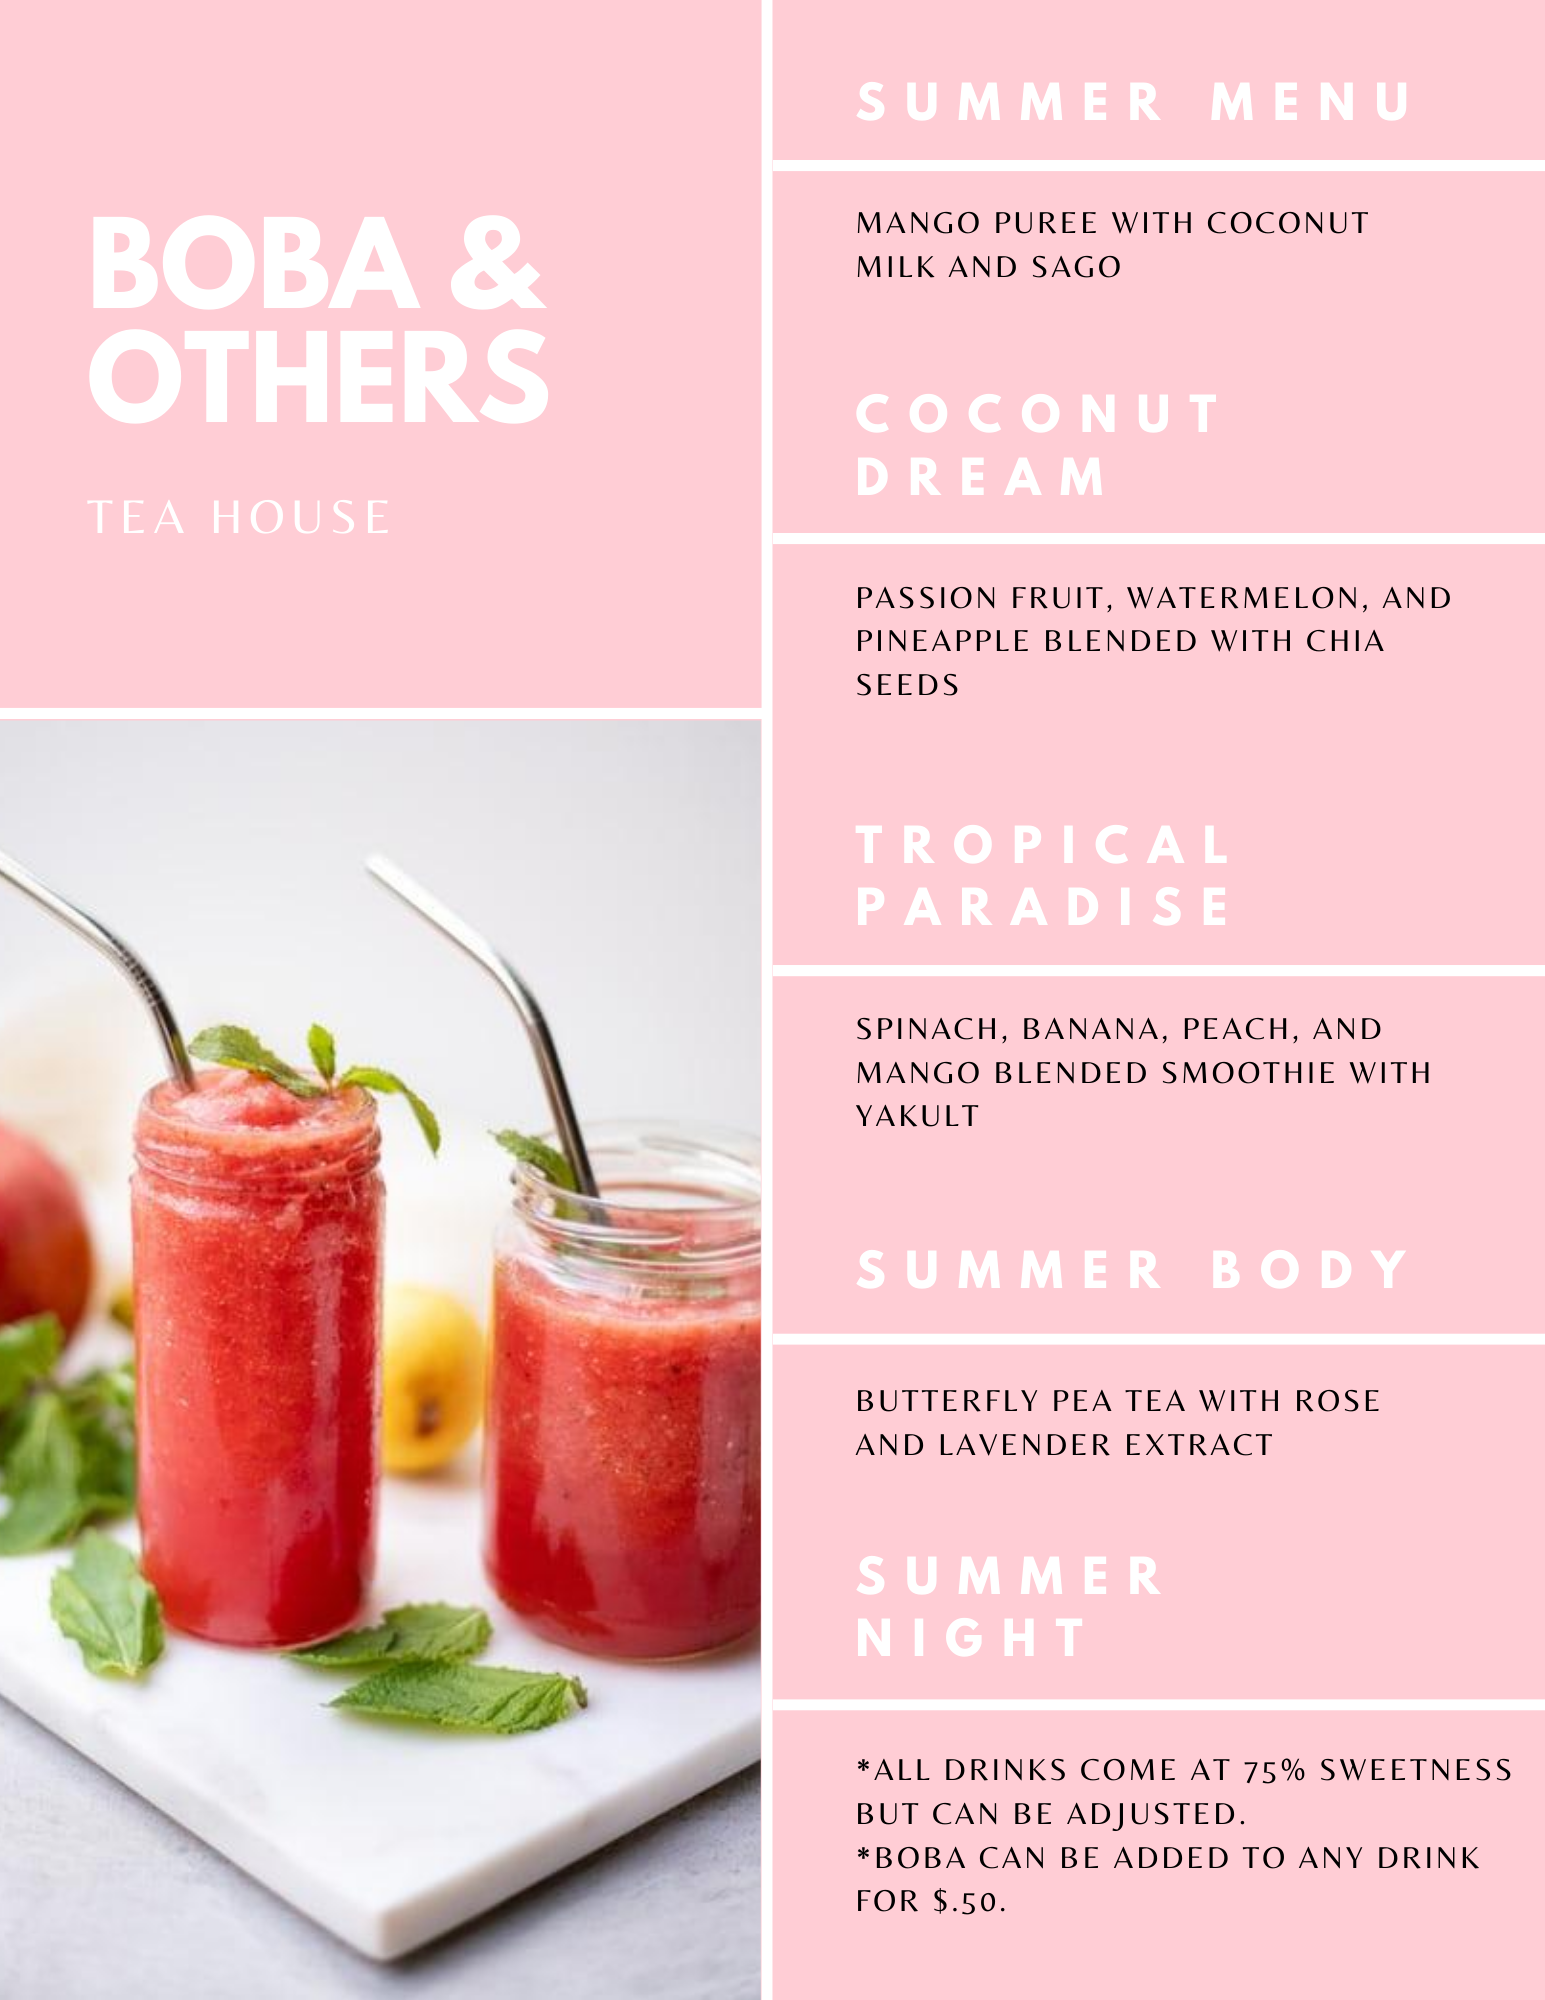 BOBA &
OTHERS
TEA HOUSE
SUMMER MENU
MANGO PUREE WITH COCONUT
MILK AND SAGO
COCONUT
DREAM
PASSION FRUIT, WATERMELON, AND
PINEAPPLE BLENDED WITH CHIA
SEEDS
TROPICAL
PARADISE
SPINACH, BANANA, PEACH, AND
MANGO BLENDED SMOOTHIE WITH
YAKULT
SUMMER BODY
BUTTERFLY PEA TEA WITH ROSE
AND LAVENDER EXTRACT
SUMMER
NIGHT
*ALL DRINKS COME AT 75% SWEETNESS
BUT CAN BE ADJUSTED.
*BOBA CAN BE ADDED TO ANY DRINK
FOR $.50.